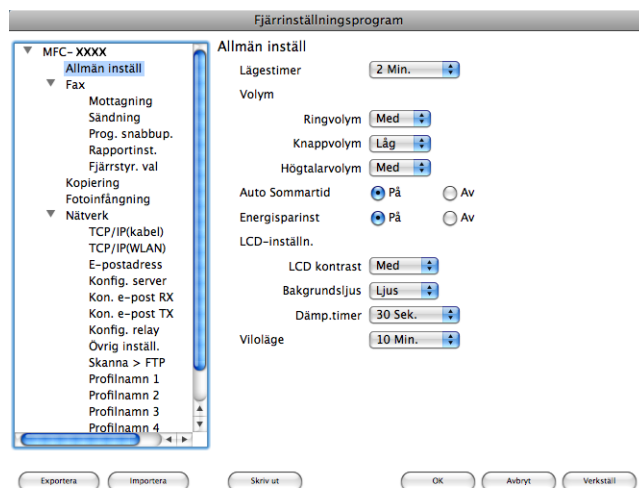 Fjärrinställningsprogram
MFC- XXXX
Allmän inställ
Fax
Mottagning
Sändning
Prog. snabbup.
Rapportinst.
Fjärrstyr. val
Kopiering
Fotoinfångning
Nätverk
TCP/IP(kabel)
TCP/IP(WLAN)
E-postadress
Konfig. server
Kon. e-post RX
Kon. e-post TX
Konfig. relay
Övrig inställ.
Skanna > FTP
Profilnamn 1
Profilnamn 2
Profilnamn 3
Profilnamn 4
Allmän inställ
Lägestimer 2 Min.
Volym
Ringvolym Med
Knappvolym Låg
Högtalarvolym Med
Auto Sommartid På Av
Energisparinst På Av
LCD-inställn.
LCD kontrast Med
Bakgrundsljus Ljus
Dämp.timer 30 Sek.
Viloläge 10 Min.
Exportera Importera Skriv ut OK Avbryt Verkställ